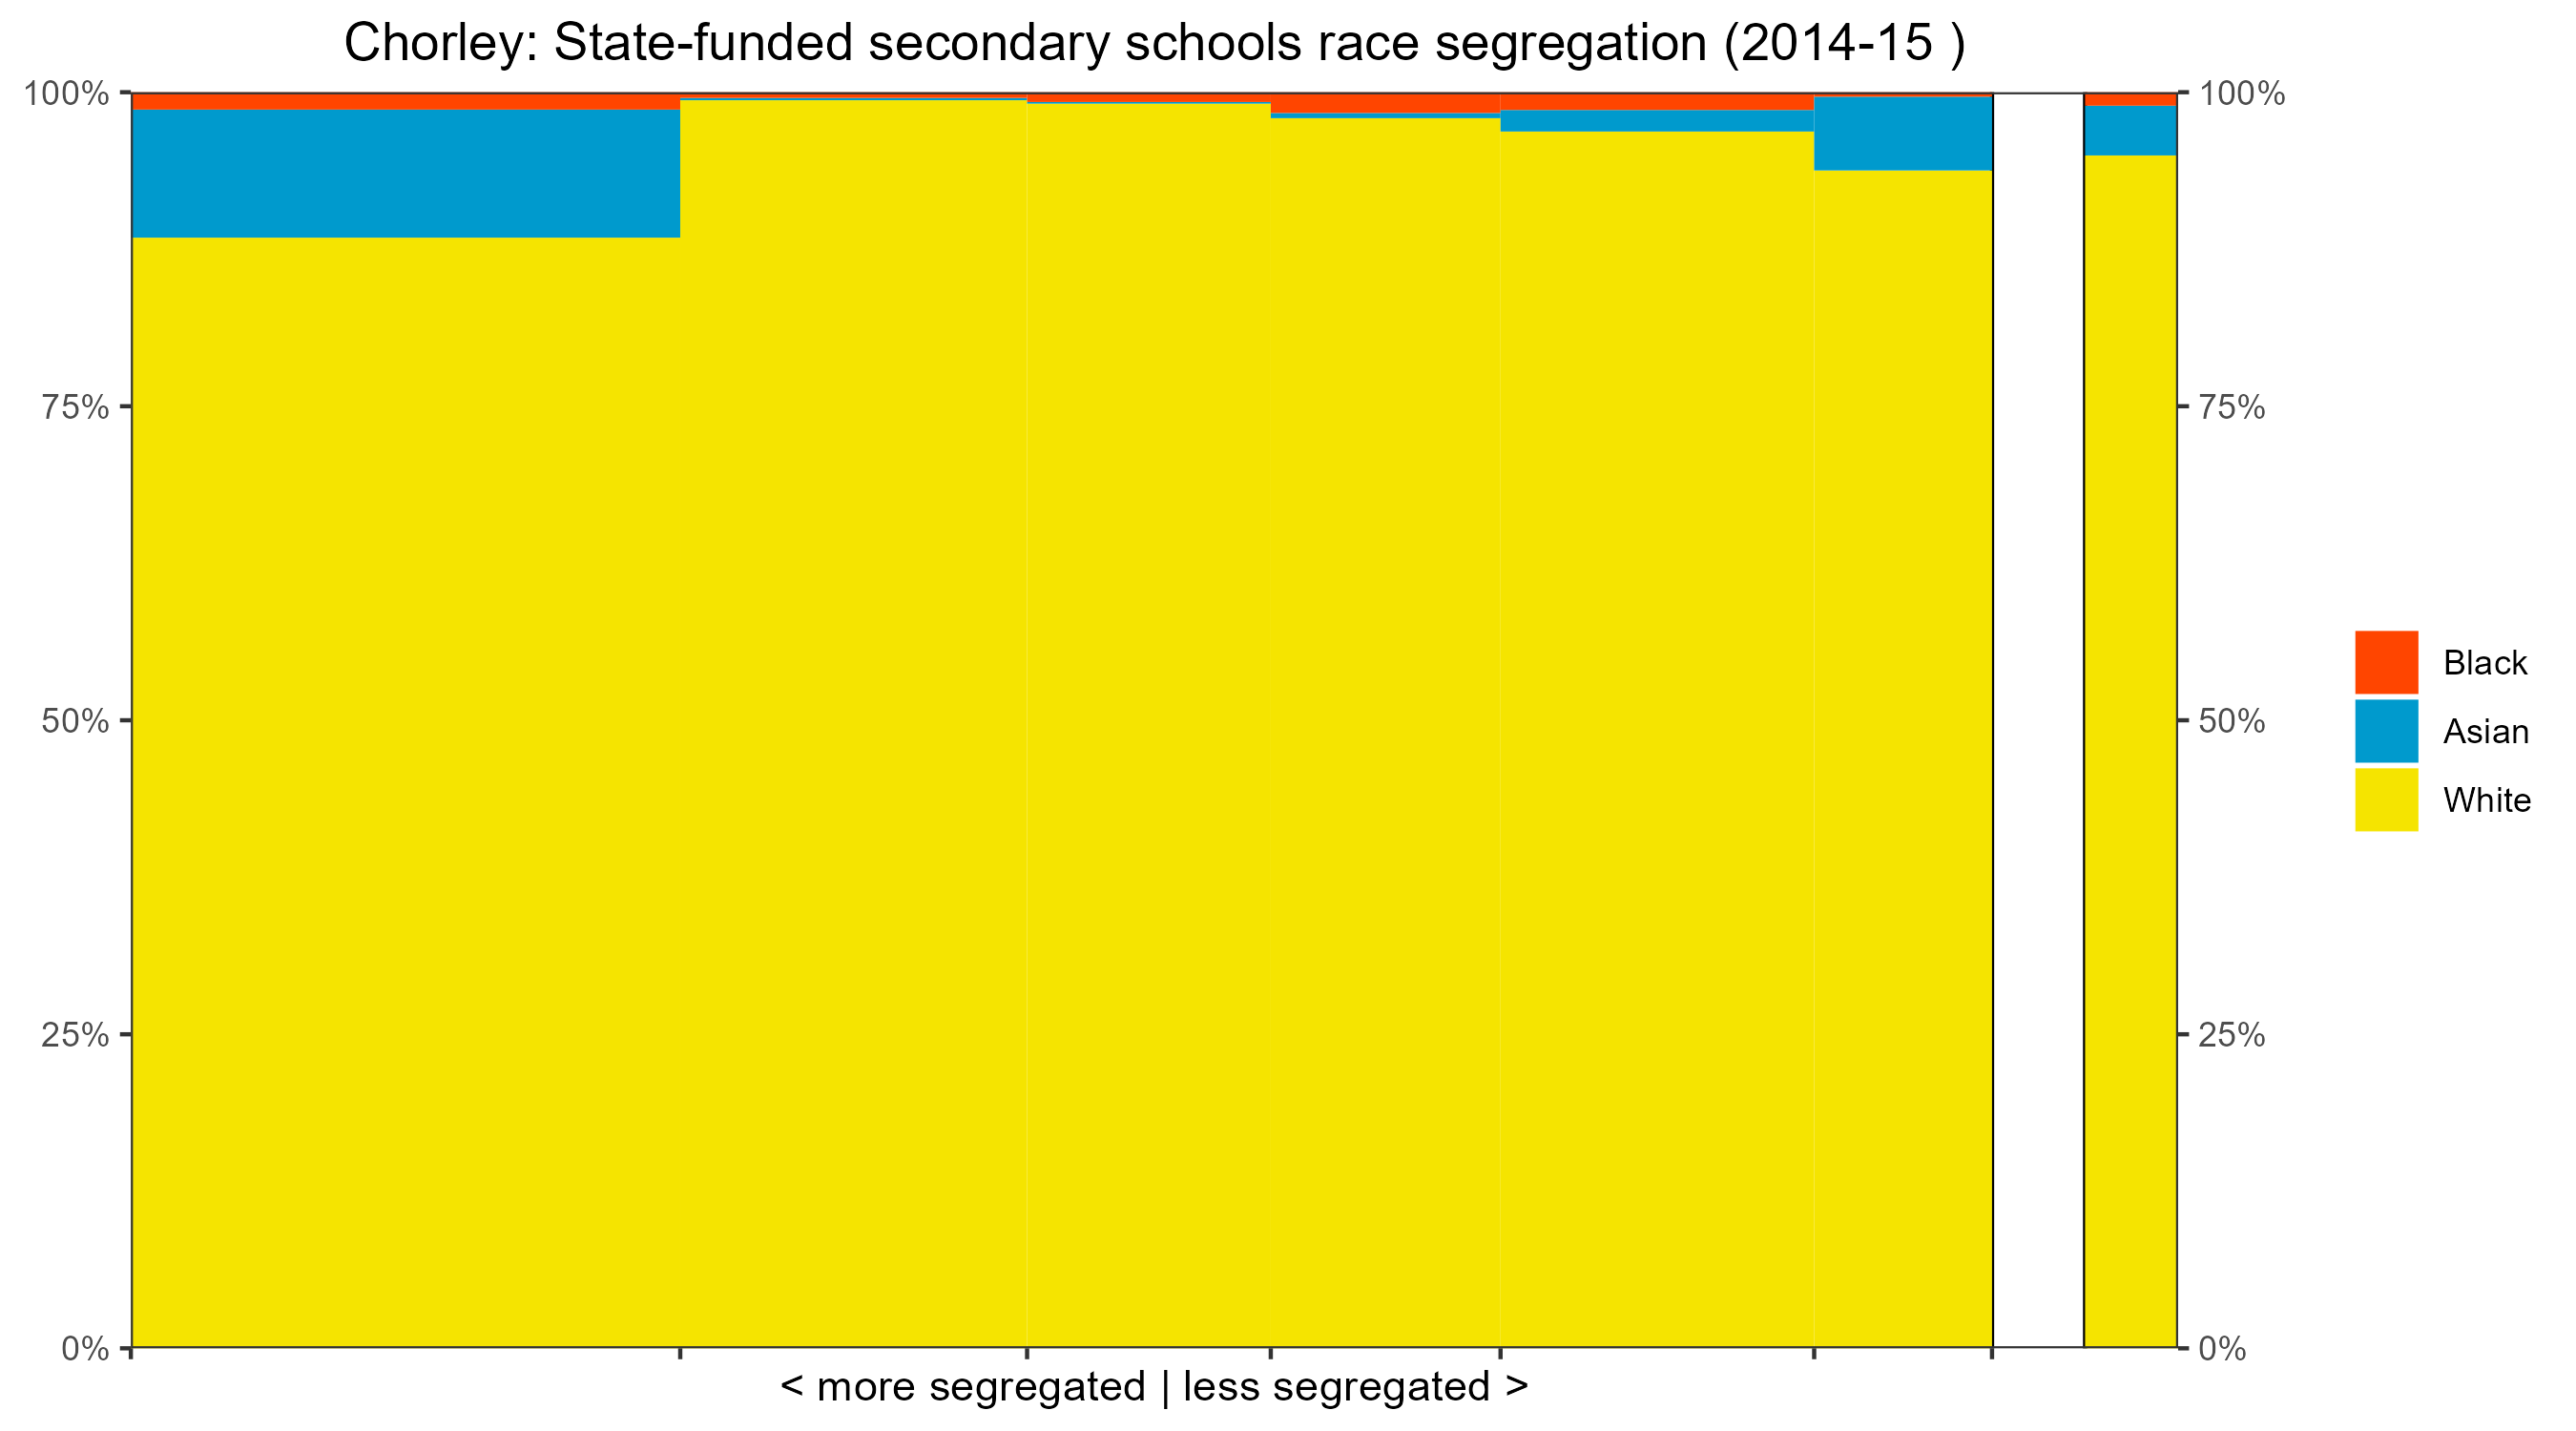 Chorley: State-funded secondary schools race segregation (2014-15 )
100%
75%
50%
25%
0%
100%
75%
50%
25%
0%
Black
Asian
White
< more segregated | less segregated >